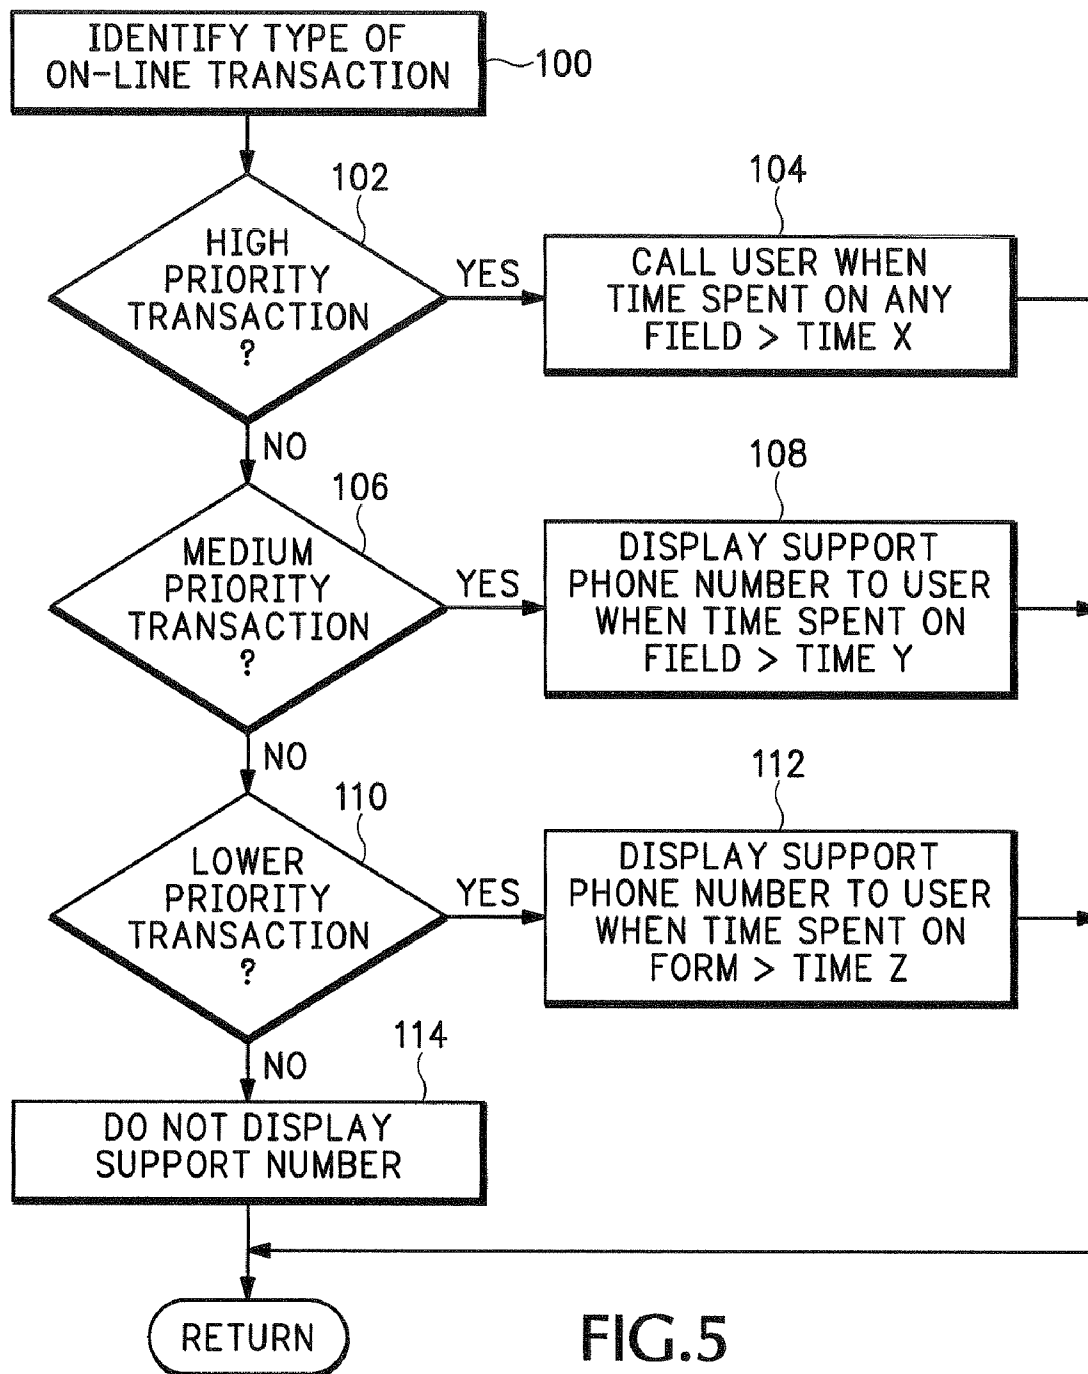 IDENTIFY TYPE OF
ON-LINE TRANSACTION
100
102
HIGH
PRIORITY
TRANSACTION
?
YES
104
CALL USER WHEN
TIME SPENT ON ANY
FIELD > TIME X
NO
106
MEDIUM
PRIORITY
TRANSACTION
?
YES
108
DISPLAY SUPPORT
PHONE NUMBER TO USER
WHEN TIME SPENT ON
FIELD > TIME Y
NO
110
LOWER
PRIORITY
TRANSACTION
?
YES
112
DISPLAY SUPPORT
PHONE NUMBER TO USER
WHEN TIME SPENT ON
FORM > TIME Z
NO
114
DO NOT DISPLAY
SUPPORT NUMBER
RETURN
FIG.5